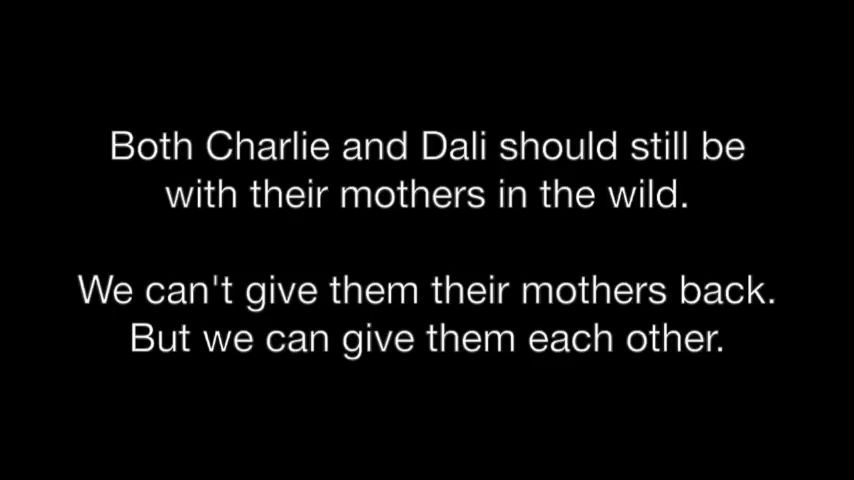 Both Charlie and Dali should still be
with their mothers in the wild.
We can't give them their mothers back.
But we can give them each other.